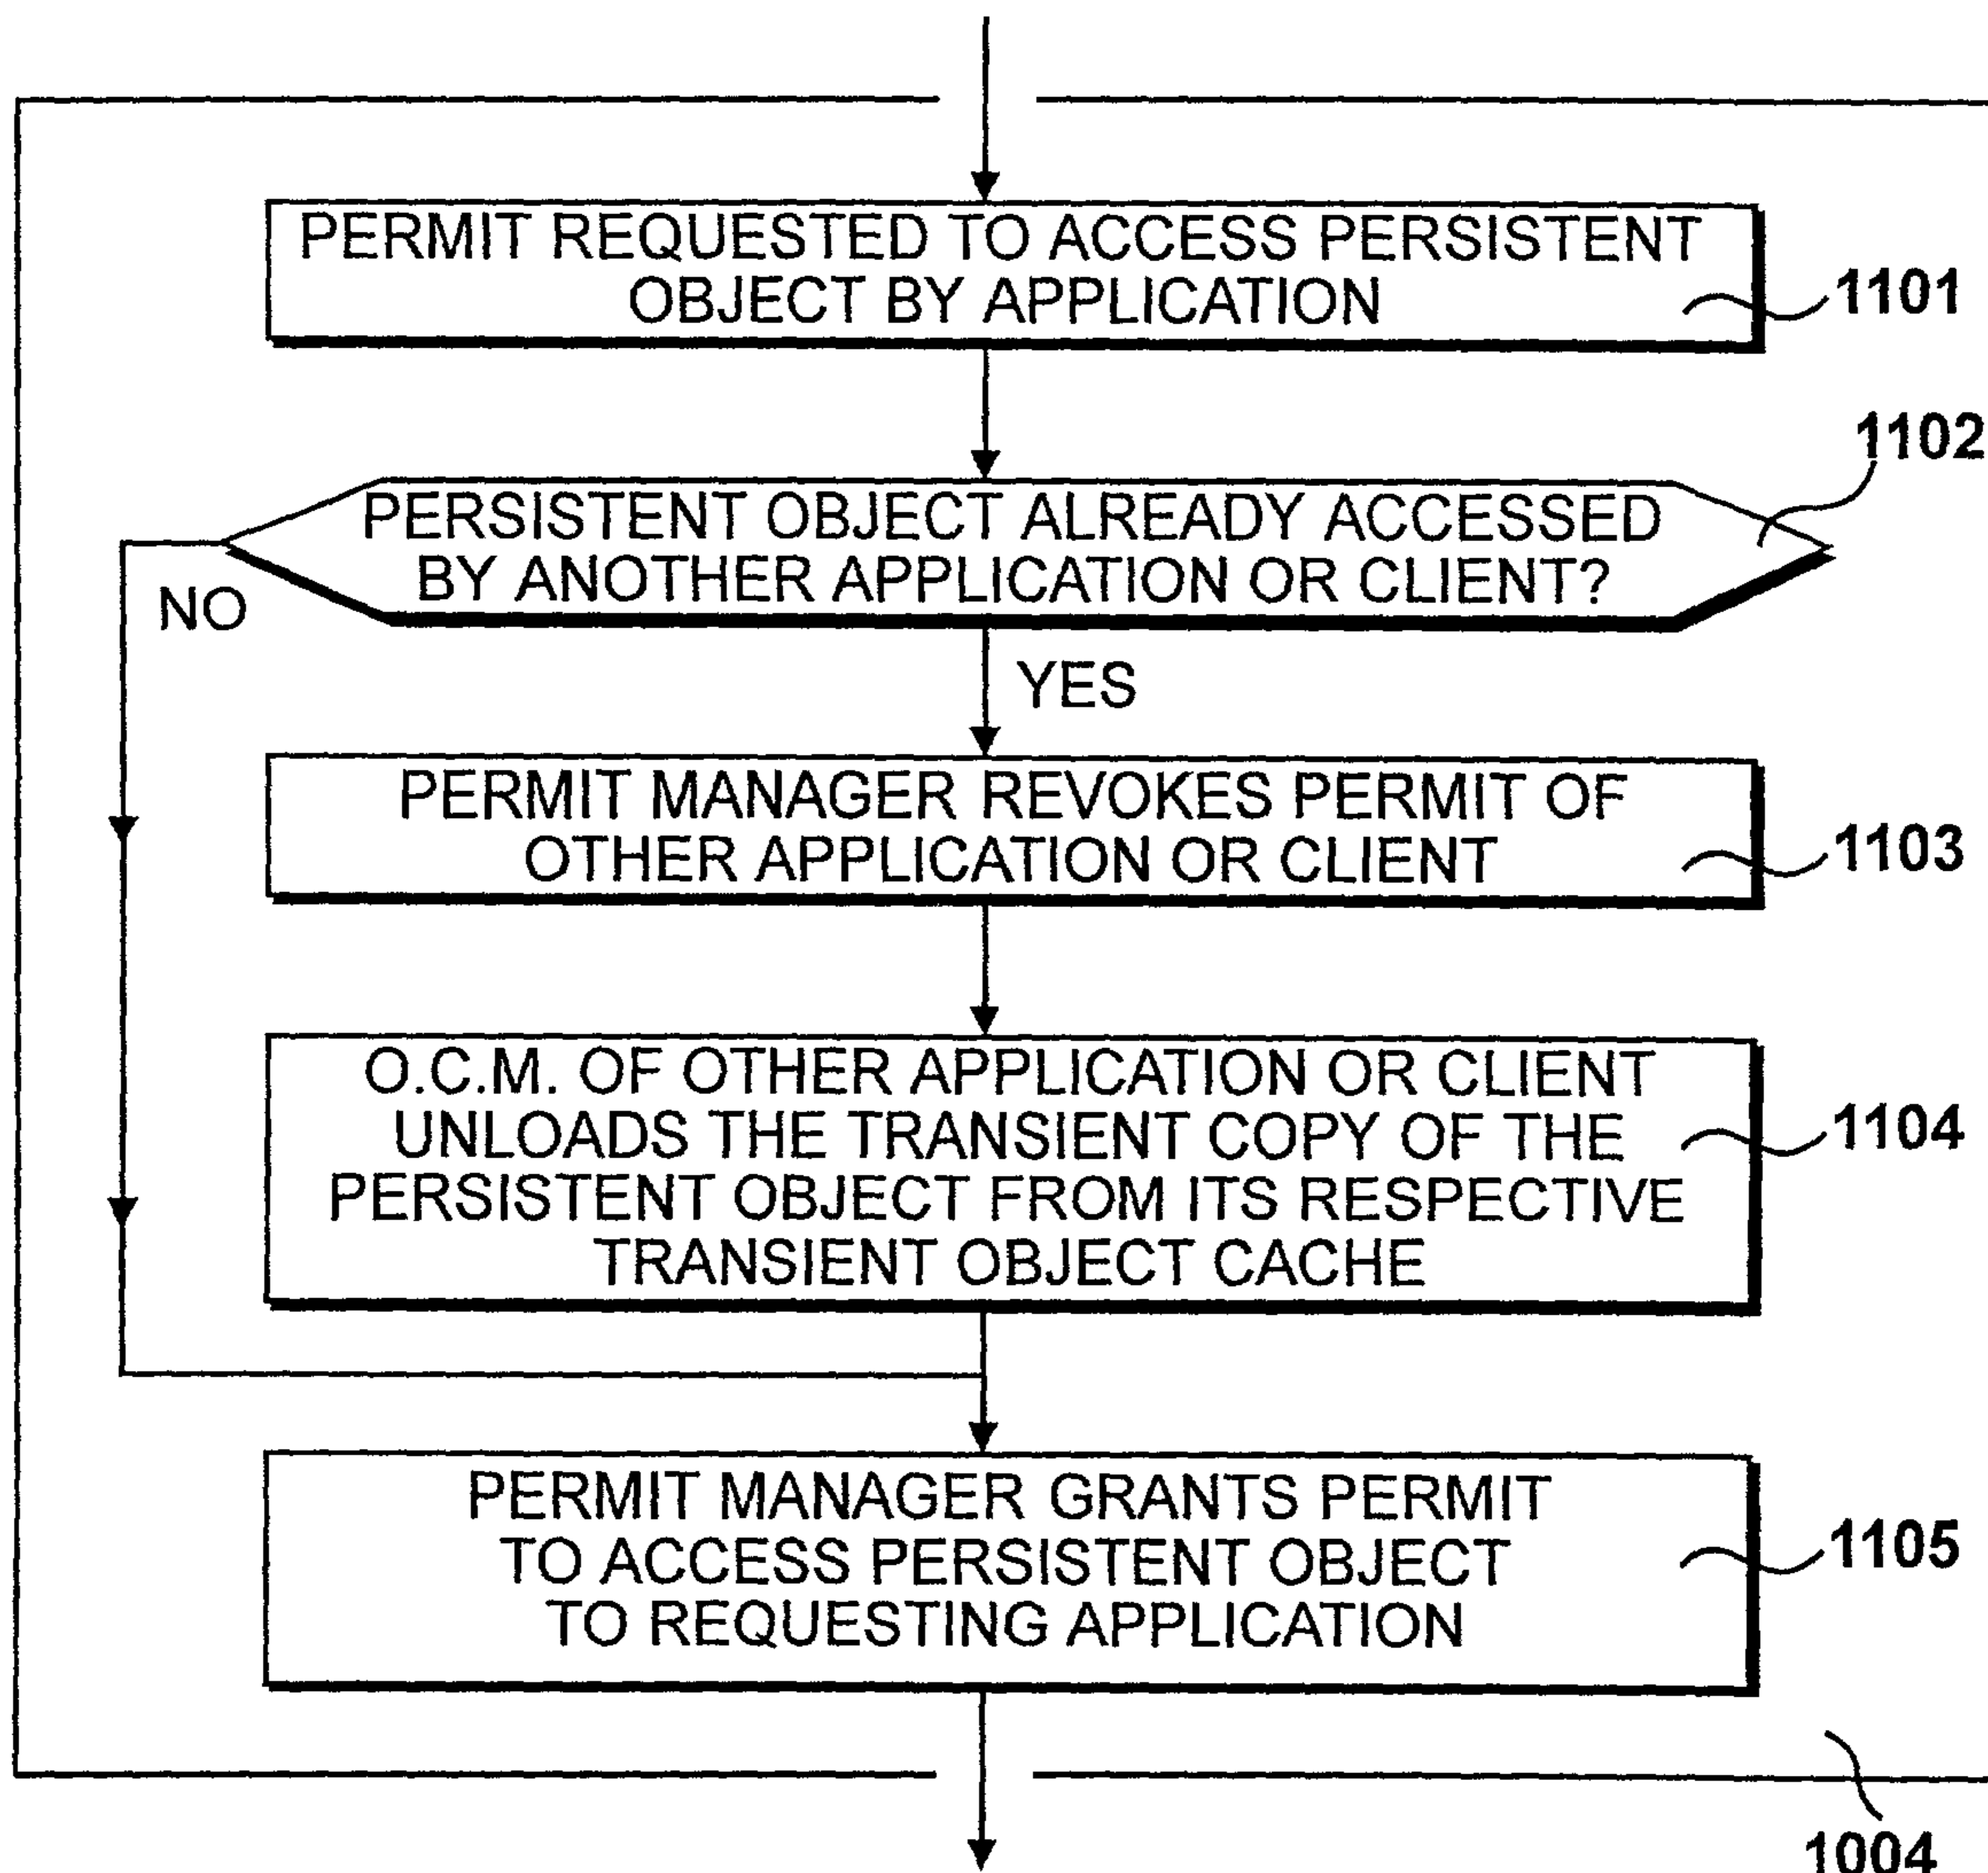 PERMIT REQUESTED TO ACCESS PERSISTENT
OBJECT BY APPLICATION
1101
1102
PERSISTENT OBJECT ALREADY ACCESSED
BY ANOTHER APPLICATION OR CLIENT?
NO
YES
PERMIT MANAGER REVOKES PERMIT OF
OTHER APPLICATION OR CLIENT
1103
O.C.M. OF OTHER APPLICATION OR CLIENT
UNLOADS THE TRANSIENT COPY OF THE
PERSISTENT OBJECT FROM ITS RESPECTIVE
TRANSIENT OBJECT CACHE
1104
PERMIT MANAGER GRANTS PERMIT
TO ACCESS PERSISTENT OBJECT
TO REQUESTING APPLICATION
1105
1004